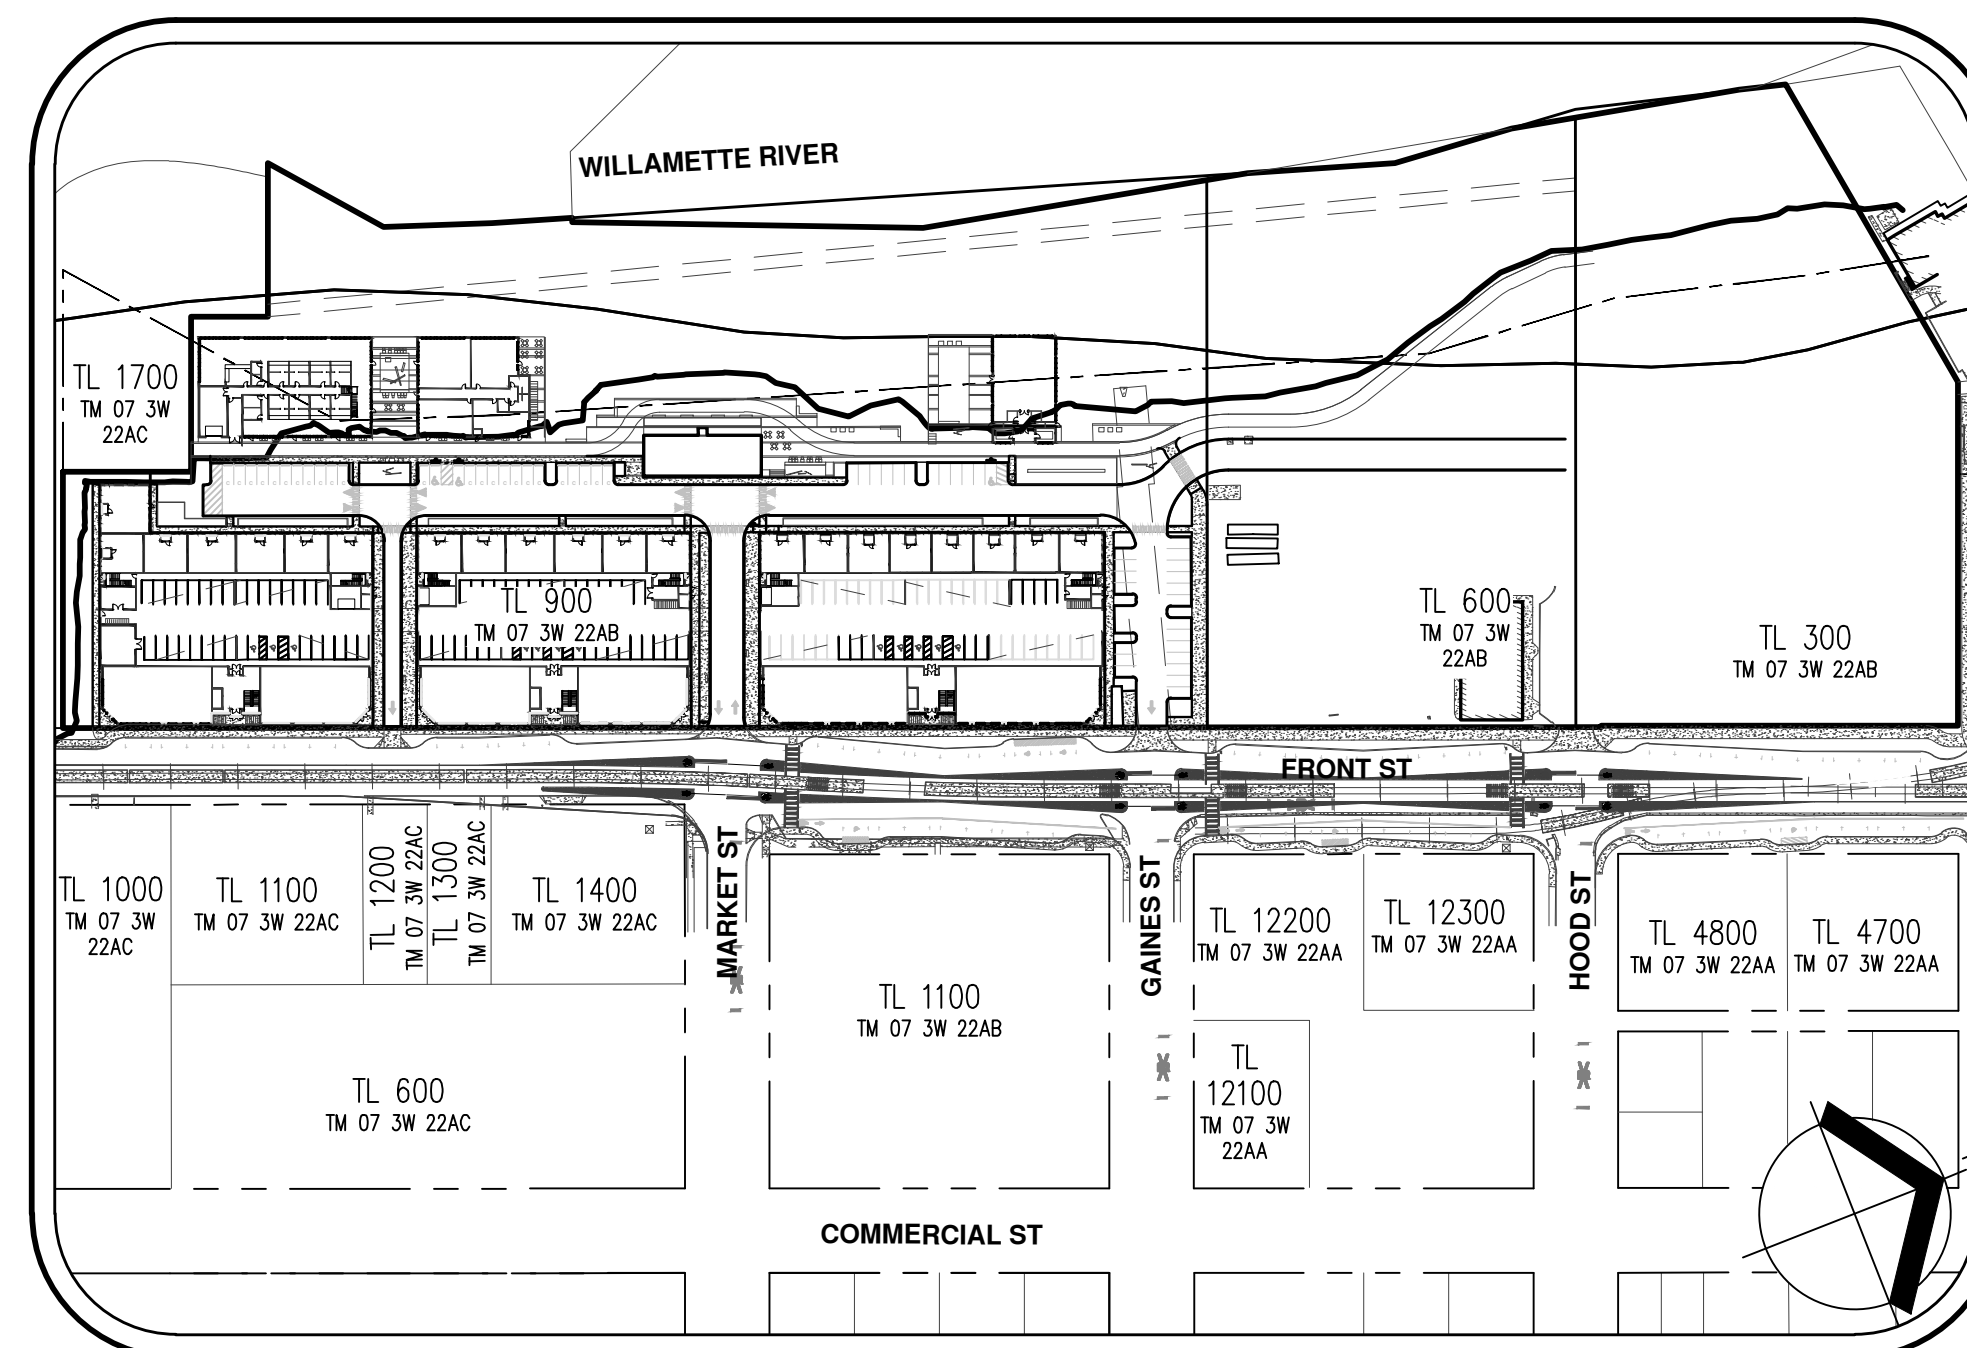 WILLAMETTE RIVER
TL 1700
TM 07 3W
22AC
TL 900
TM 07 3W 22AB
TL 600
TM 07 3W
22AB
TL 300
TM 07 3W 22AB
FRONT ST
TL 1000
TM 07 3W
22AC
TL 1100
TM 07 3W 22AC
TL 1200
TM 07 3W 22AC
TL 1300
TM 07 3W 22AC
TL 1400
TM 07 3W 22AC
MARKET ST
TL 1100
TM 07 3W 22AB
GAINES ST
TL 12200
TM 07 3W 22AA
TL 12300
TM 07 3W 22AA
HOOD ST
TL 4800
TM 07 3W 22AA
TL 4700
TM 07 3W 22AA
TL 600
TM 07 3W 22AC
TL
12100
TM 07 3W
22AA
COMMERCIAL ST